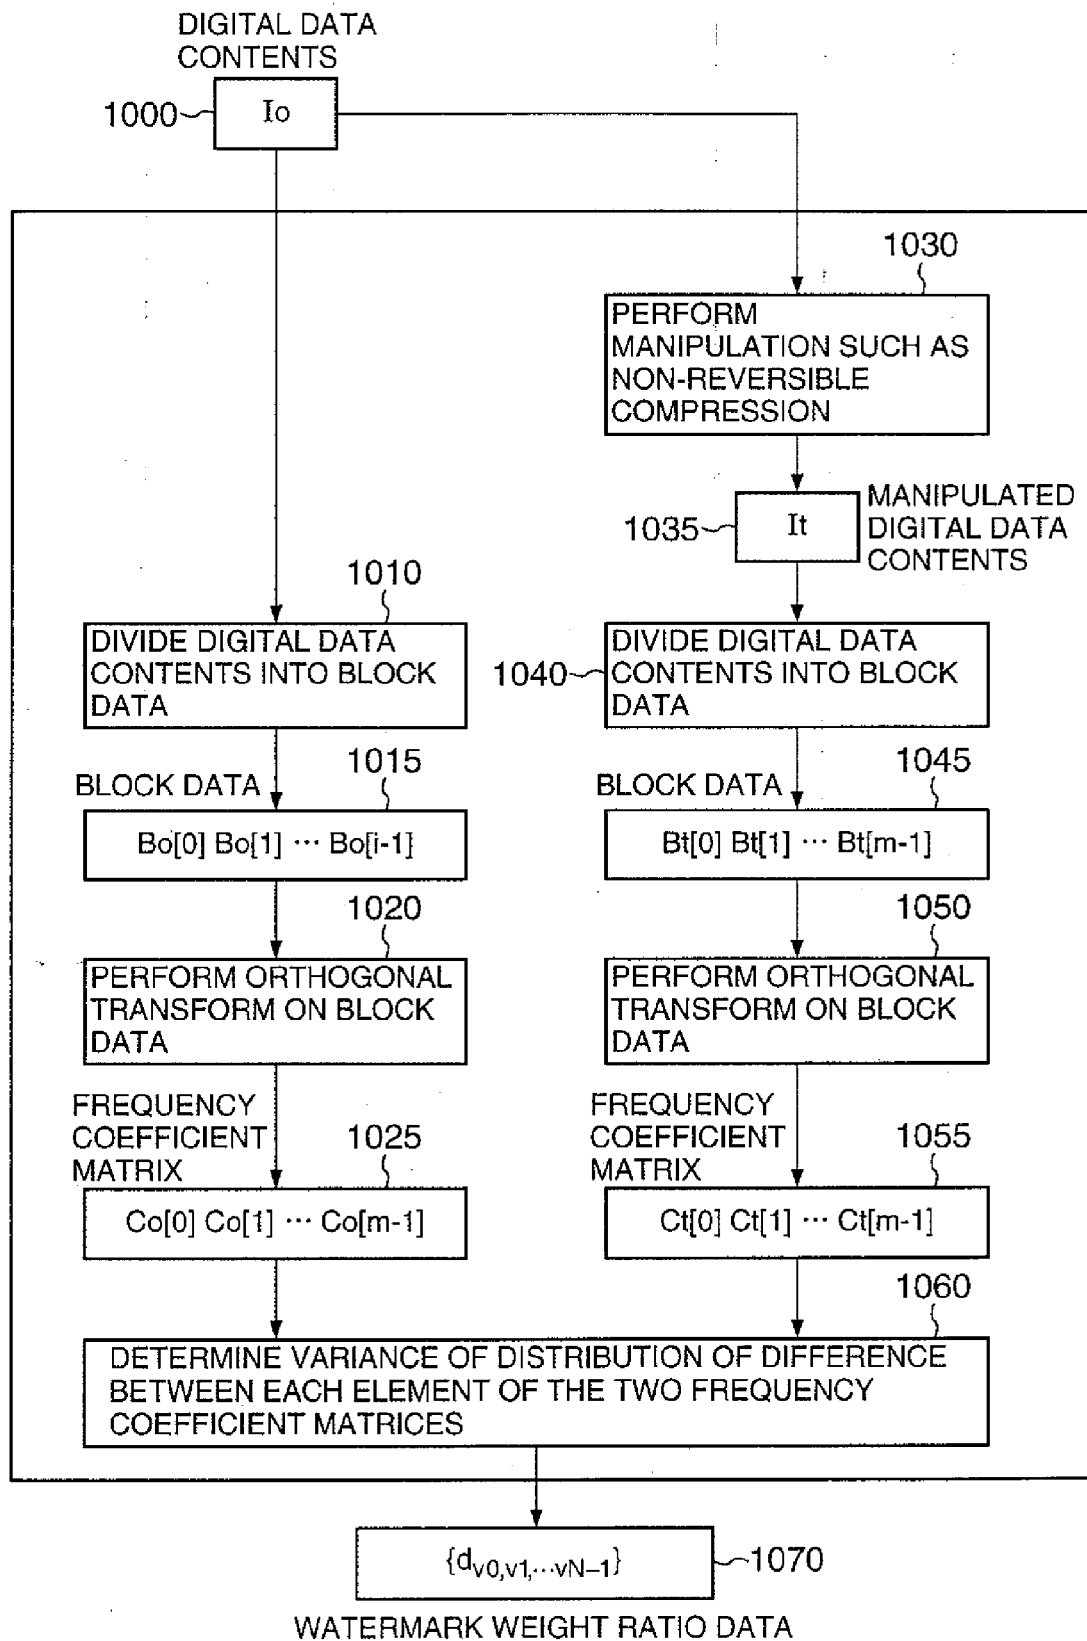 DIGITAL DATA
CONTENTS
1000
Io
1030
PERFORM
MANIPULATION SUCH AS
NON-REVERSIBLE
COMPRESSION
1035
It
MANIPULATED
DIGITAL DATA
CONTENTS
1010
DIVIDE DIGITAL DATA
CONTENTS INTO BLOCK
DATA
1040
DIVIDE DIGITAL DATA
CONTENTS INTO BLOCK
DATA
BLOCK DATA
1015
Bo[0] Bo[1] ··· Bo[i-1]
BLOCK DATA
1045
Bt[0] Bt[1] ··· Bt[m-1]
1020
PERFORM ORTHOGONAL
TRANSFORM ON BLOCK
DATA
1050
PERFORM ORTHOGONAL
TRANSFORM ON BLOCK
DATA
FREQUENCY
COEFFICIENT
MATRIX
1025
Co[0] Co[1] ··· Co[m-1]
FREQUENCY
COEFFICIENT
MATRIX
1055
Ct[0] Ct[1] ··· Ct[m-1]
1060
DETERMINE VARIANCE OF DISTRIBUTION OF DIFFERENCE
BETWEEN EACH ELEMENT OF THE TWO FREQUENCY
COEFFICIENT MATRICES
{dv0,v1,···vN−1}
1070
WATERMARK WEIGHT RATIO DATA